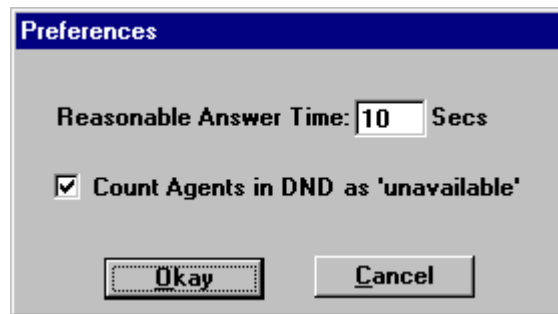 Preferences
Reasonable Answer Time: 10 Secs
Count Agents in DND as 'unavailable'
Okay Cancel